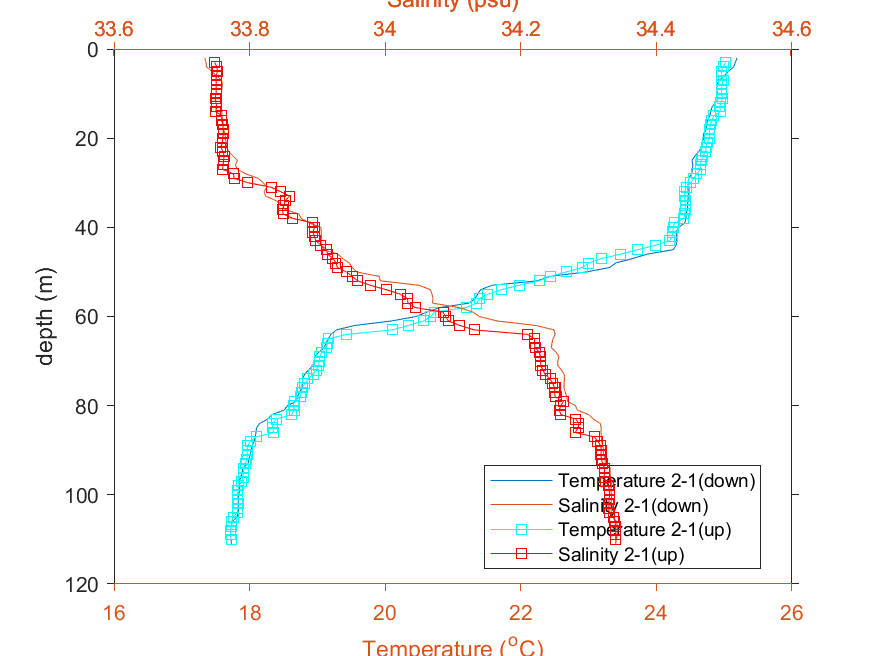 Salinity (psu)
33.6 33.8 34 34.2 34.4 34.6
0
20
40
60
80
100
120
depth (m)
Temperature 2-1(down)
Salinity 2-1(down)
Temperature 2-1(up)
Salinity 2-1(up)
16 18 20 22 24 26
Temperature (°C)